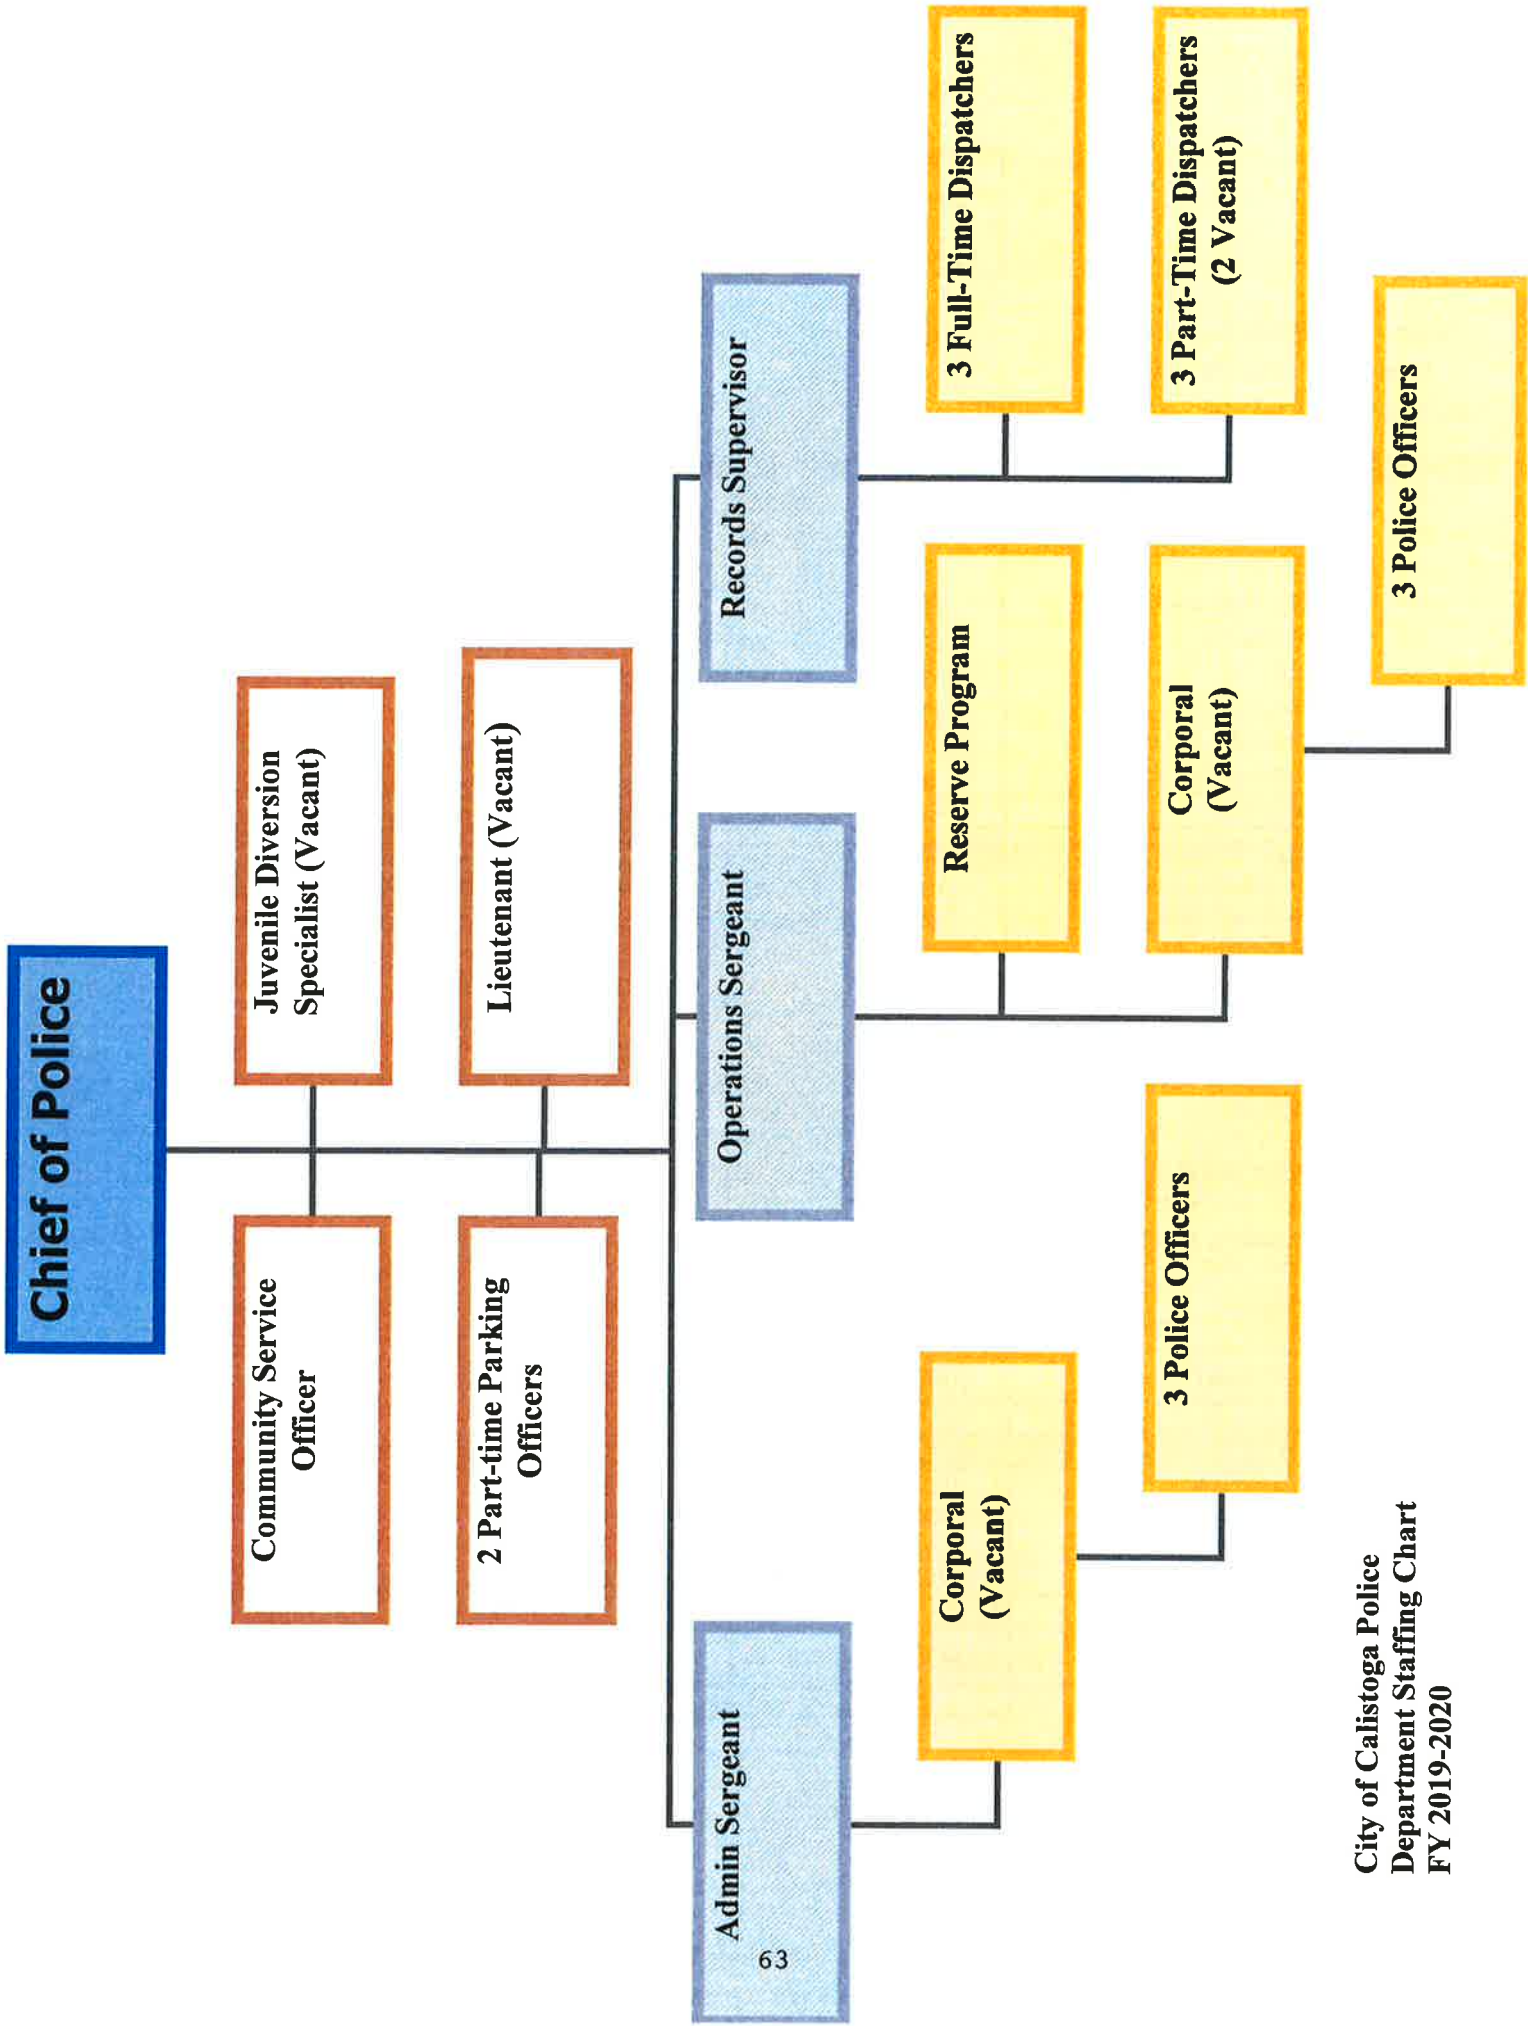 Chief of Police
Community Service
Officer
Juvenile Diversion
Specialist (Vacant)
2 Part-time Parking
Officers
Lieutenant (Vacant)
Admin Sergeant
Operations Sergeant
Records Supervisor
Corporal
(Vacant)
Reserve Program
3 Full-Time Dispatchers
3 Police Officers
Corporal
(Vacant)
3 Part-Time Dispatchers
(2 Vacant)
3 Police Officers
City of Calistoga Police
Department Staffing Chart
FY 2019-2020
63